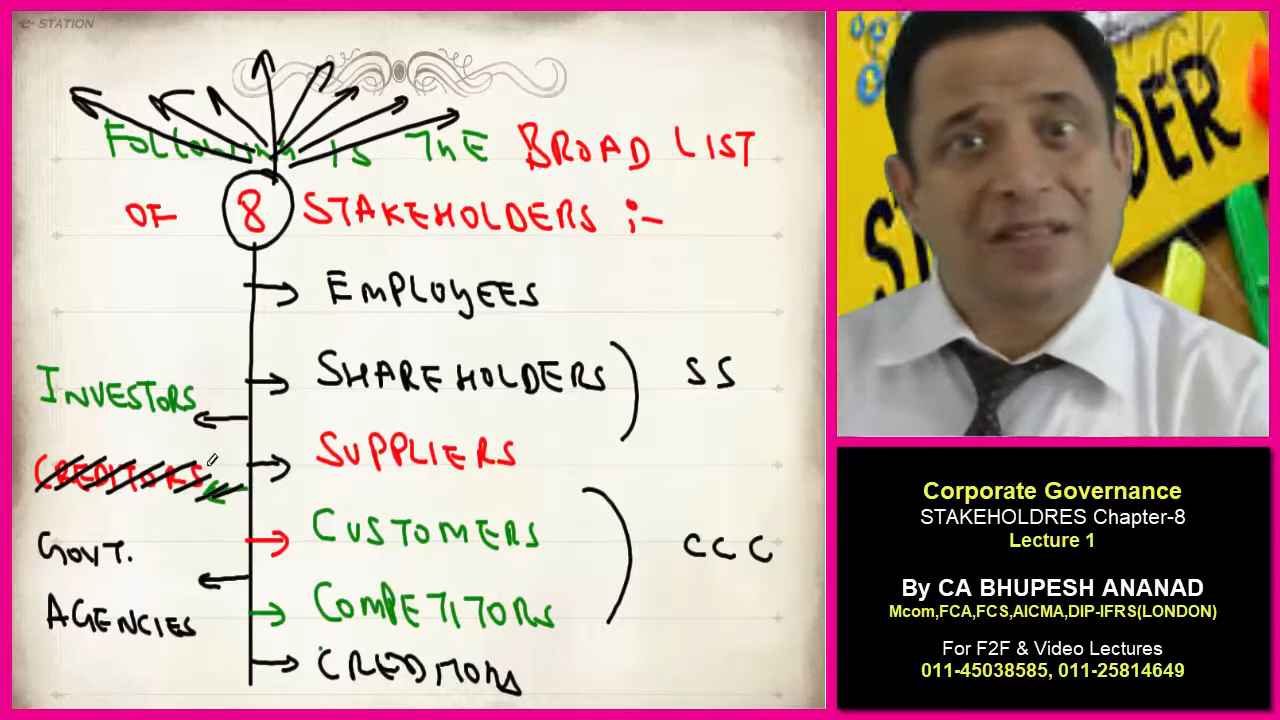 e- STATION
FOLLOWING IS THE BROAD LIST
OF 8 STAKEHOLDERS :-
EMPLOYEES
SHAREHOLDERS
SS
INVESTORS
SUPPLIERS
CREDITORS
CUSTOMERS
CCC
GOVT.
AGENCIES
COMPETITORS
CREDITORS
STAKEHOLDER
Corporate Governance
STAKEHOLDRES Chapter-8
Lecture 1
By CA BHUPESH ANANAD
Mcom,FCA,FCS,AICMA,DIP-IFRS(LONDON)
For F2F & Video Lectures
011-45038585, 011-25814649